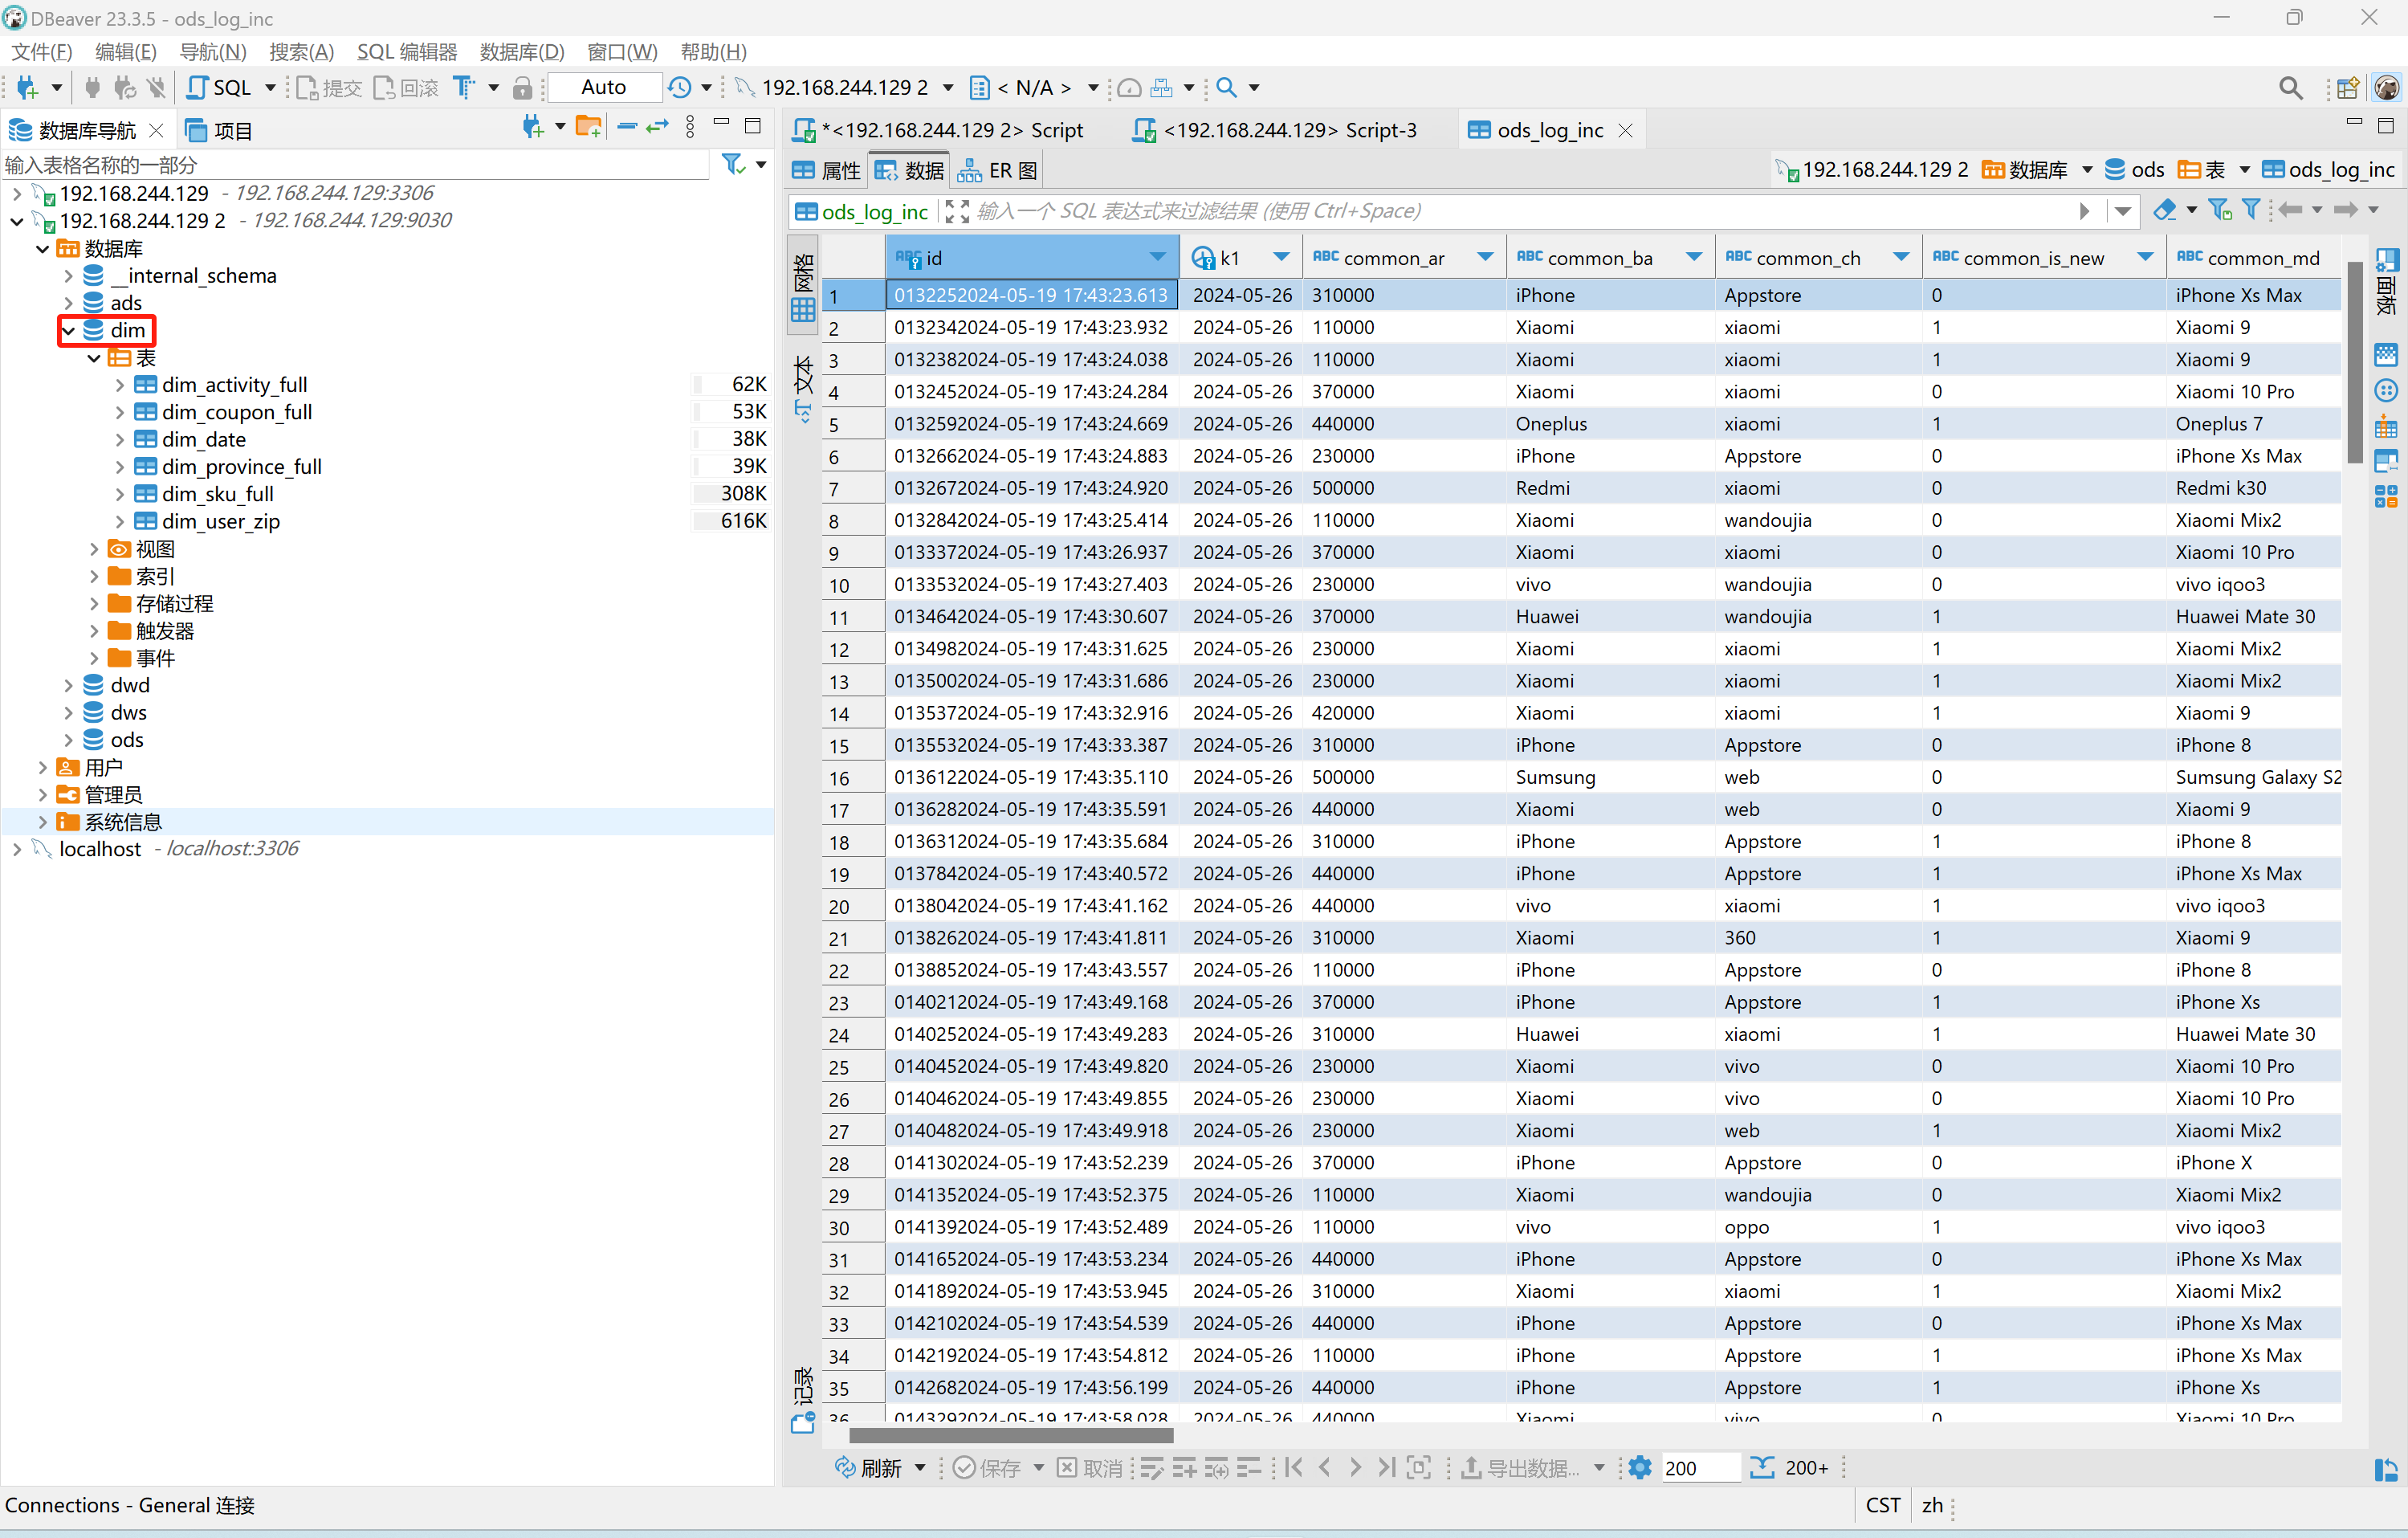 DBeaver 23.3.5 - ods_log_inc
文件(F) 编辑(E) 导航(N) 搜索(A) SQL 编辑器 数据库(D) 窗口(W) 帮助(H)
SQL 提交 回滚 Auto 192.168.244.129 2 < N/A >
数据库导航 项目
*<192.168.244.129 2> Script <192.168.244.129> Script-3 ods_log_inc
输入表格名称的一部分
属性 数据 ER 图 192.168.244.129 2 数据库 ods 表 ods_log_inc
ods_log_inc 输入一个 SQL 表达式来过滤结果 (使用 Ctrl+Space)
192.168.244.129 - 192.168.244.129:3306
192.168.244.129 2 - 192.168.244.129:9030
数据库
__internal_schema
ads
dim
表
dim_activity_full 62K
dim_coupon_full 53K
dim_date 38K
dim_province_full 39K
dim_sku_full 308K
dim_user_zip 616K
视图
索引
存储过程
触发器
事件
dwd
dws
ods
用户
管理员
系统信息
localhost - localhost:3306
网格
文本
记录
ABC id k1 ABC common_ar ABC common_ba ABC common_ch ABC common_is_new ABC common_md
1 0132252024-05-19 17:43:23.613 2024-05-26 310000 iPhone Appstore 0 iPhone Xs Max
2 0132342024-05-19 17:43:23.932 2024-05-26 110000 Xiaomi xiaomi 1 Xiaomi 9
3 0132382024-05-19 17:43:24.038 2024-05-26 110000 Xiaomi xiaomi 1 Xiaomi 9
4 0132452024-05-19 17:43:24.284 2024-05-26 370000 Xiaomi xiaomi 0 Xiaomi 10 Pro
5 0132592024-05-19 17:43:24.669 2024-05-26 440000 Oneplus xiaomi 1 Oneplus 7
6 0132662024-05-19 17:43:24.883 2024-05-26 230000 iPhone Appstore 0 iPhone Xs Max
7 0132672024-05-19 17:43:24.920 2024-05-26 500000 Redmi xiaomi 0 Redmi k30
8 0132842024-05-19 17:43:25.414 2024-05-26 110000 Xiaomi wandoujia 0 Xiaomi Mix2
9 0133372024-05-19 17:43:26.937 2024-05-26 370000 Xiaomi xiaomi 0 Xiaomi 10 Pro
10 0133532024-05-19 17:43:27.403 2024-05-26 230000 vivo wandoujia 0 vivo iqoo3
11 0134642024-05-19 17:43:30.607 2024-05-26 370000 Huawei wandoujia 1 Huawei Mate 30
12 0134982024-05-19 17:43:31.625 2024-05-26 230000 Xiaomi xiaomi 1 Xiaomi Mix2
13 0135002024-05-19 17:43:31.686 2024-05-26 230000 Xiaomi xiaomi 1 Xiaomi Mix2
14 0135372024-05-19 17:43:32.916 2024-05-26 420000 Xiaomi xiaomi 1 Xiaomi 9
15 0135532024-05-19 17:43:33.387 2024-05-26 310000 iPhone Appstore 0 iPhone 8
16 0136122024-05-19 17:43:35.110 2024-05-26 500000 Sumsung web 0 Sumsung Galaxy S2
17 0136282024-05-19 17:43:35.591 2024-05-26 440000 Xiaomi web 0 Xiaomi 9
18 0136312024-05-19 17:43:35.684 2024-05-26 310000 iPhone Appstore 1 iPhone 8
19 0137842024-05-19 17:43:40.572 2024-05-26 440000 iPhone Appstore 1 iPhone Xs Max
20 0138042024-05-19 17:43:41.162 2024-05-26 440000 vivo xiaomi 1 vivo iqoo3
21 0138262024-05-19 17:43:41.811 2024-05-26 310000 Xiaomi 360 1 Xiaomi 9
22 0138852024-05-19 17:43:43.557 2024-05-26 110000 iPhone Appstore 0 iPhone 8
23 0140212024-05-19 17:43:49.168 2024-05-26 370000 iPhone Appstore 1 iPhone Xs
24 0140252024-05-19 17:43:49.283 2024-05-26 310000 Huawei xiaomi 1 Huawei Mate 30
25 0140452024-05-19 17:43:49.820 2024-05-26 230000 Xiaomi vivo 0 Xiaomi 10 Pro
26 0140462024-05-19 17:43:49.855 2024-05-26 230000 Xiaomi vivo 0 Xiaomi 10 Pro
27 0140482024-05-19 17:43:49.918 2024-05-26 230000 Xiaomi web 1 Xiaomi Mix2
28 0141302024-05-19 17:43:52.239 2024-05-26 370000 iPhone Appstore 0 iPhone X
29 0141352024-05-19 17:43:52.375 2024-05-26 110000 Xiaomi wandoujia 0 Xiaomi Mix2
30 0141392024-05-19 17:43:52.489 2024-05-26 110000 vivo oppo 1 vivo iqoo3
31 0141652024-05-19 17:43:53.234 2024-05-26 440000 iPhone Appstore 0 iPhone Xs Max
32 0141892024-05-19 17:43:53.945 2024-05-26 310000 Xiaomi xiaomi 1 Xiaomi Mix2
33 0142102024-05-19 17:43:54.539 2024-05-26 440000 iPhone Appstore 0 iPhone Xs Max
34 0142192024-05-19 17:43:54.812 2024-05-26 110000 iPhone Appstore 1 iPhone Xs Max
35 0142682024-05-19 17:43:56.199 2024-05-26 440000 iPhone Appstore 1 iPhone Xs
36 0143292024-05-19 17:43:58.028 2024-05-26 440000 Xiaomi vivo 0 Xiaomi 10 Pro
面板
刷新 保存 取消 导出数据... 200 200+
Connections - General 连接 CST zh